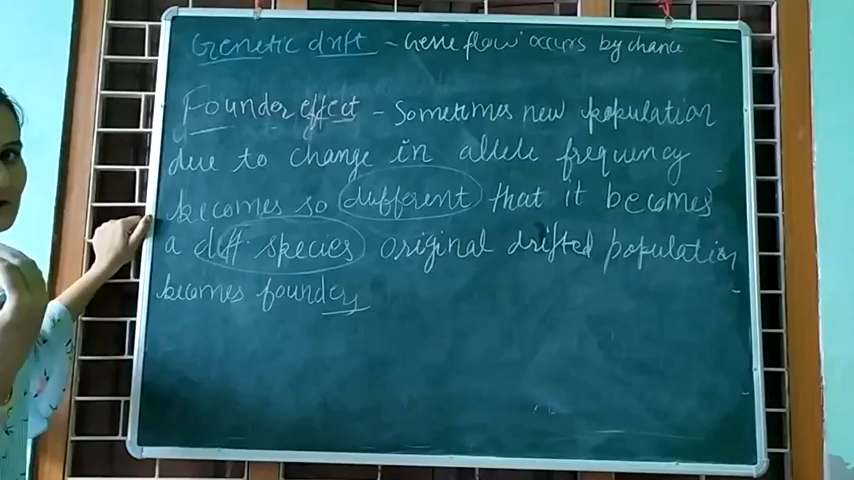 Genetic drift - Gene flow occurs by chance
Founder effect - Sometimes new population
due to change in allele frequency
becomes so different that it becomes
a diff. species original drifted population
becomes founders